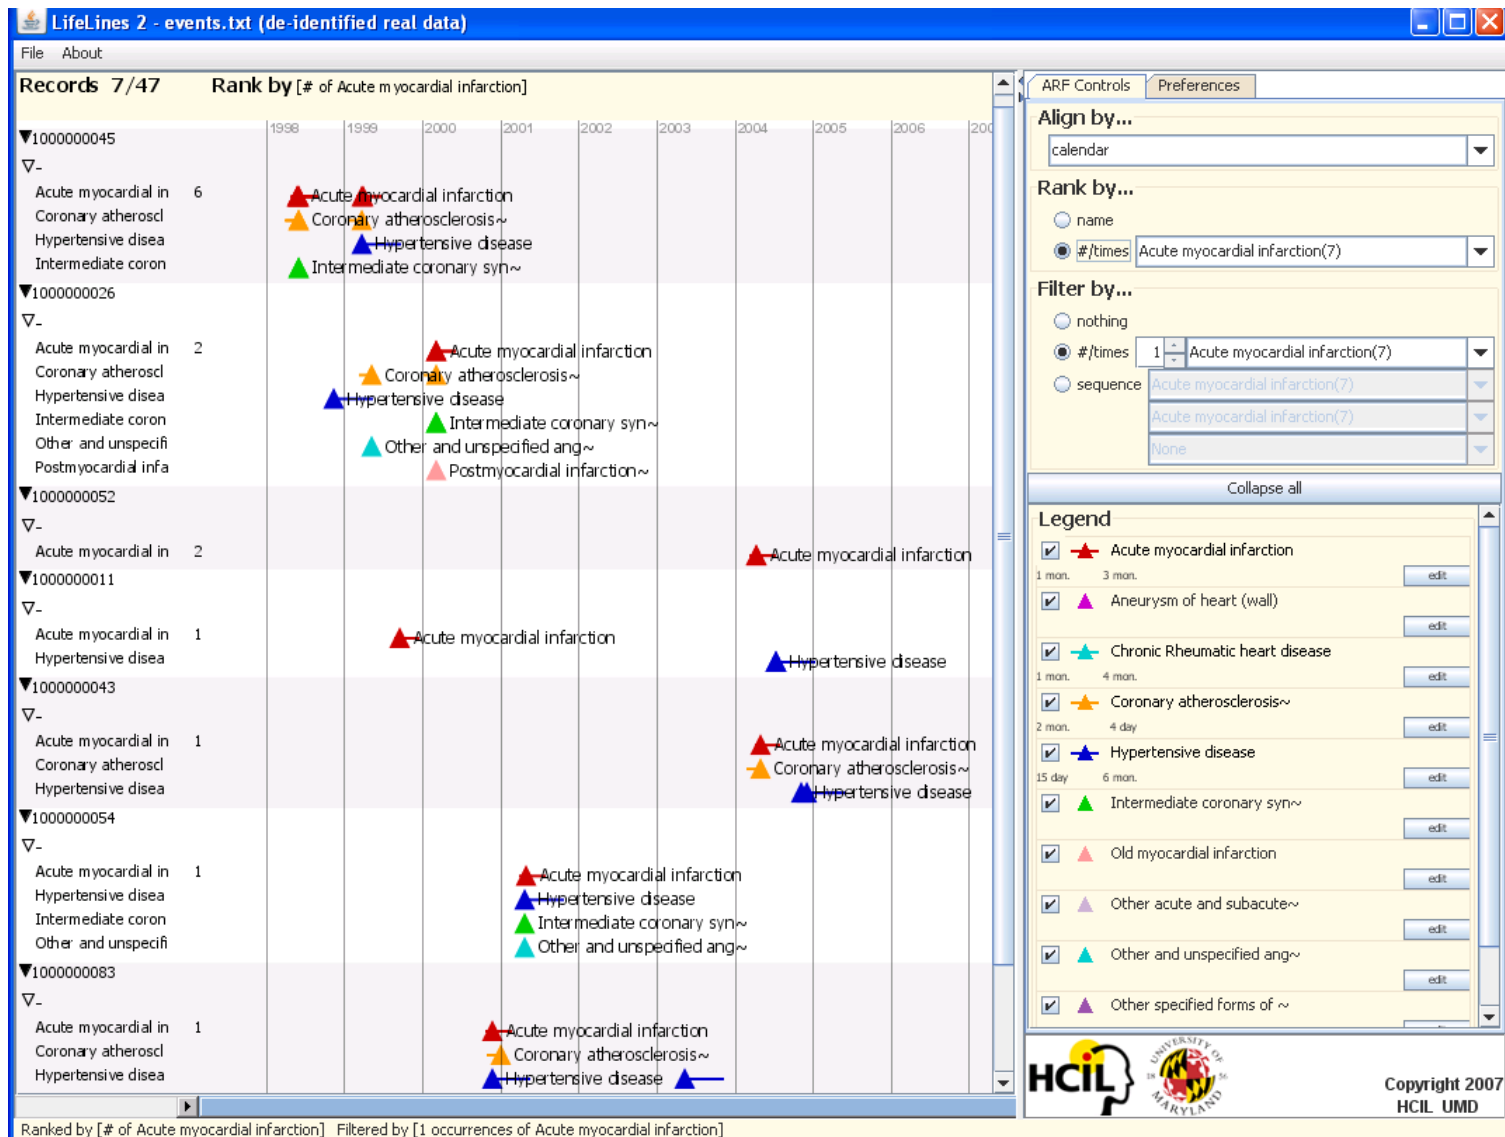 LifeLines 2 - events.txt (de-identified real data)
File About
Records 7/47 Rank by [# of Acute myocardial infarction]
1998 1999 2000 2001 2002 2003 2004 2005 2006 200
1000000045
-
Acute myocardial in 6 Acute myocardial infarction
Coronary atheroscl Coronary atherosclerosis~
Hypertensive disea Hypertensive disease
Intermediate coron Intermediate coronary syn~
1000000026
-
Acute myocardial in 2 Acute myocardial infarction
Coronary atheroscl Coronary atherosclerosis~
Hypertensive disea Hypertensive disease
Intermediate coron Intermediate coronary syn~
Other and unspecifi Other and unspecified ang~
Postmyocardial infa Postmyocardial infarction~
1000000052
-
Acute myocardial in 2 Acute myocardial infarction
1000000011
-
Acute myocardial in 1 Acute myocardial infarction
Hypertensive disea Hypertensive disease
1000000043
-
Acute myocardial in 1 Acute myocardial infarction
Coronary atheroscl Coronary atherosclerosis~
Hypertensive disea Hypertensive disease
1000000054
-
Acute myocardial in 1 Acute myocardial infarction
Hypertensive disea Hypertensive disease
Intermediate coron Intermediate coronary syn~
Other and unspecifi Other and unspecified ang~
1000000083
-
Acute myocardial in 1 Acute myocardial infarction
Coronary atheroscl Coronary atherosclerosis~
Hypertensive disea Hypertensive disease
Ranked by [# of Acute myocardial infarction] Filtered by [1 occurrences of Acute myocardial infarction]
ARF Controls Preferences
Align by...
calendar
Rank by...
name
#/times Acute myocardial infarction(7)
Filter by...
nothing
#/times 1 Acute myocardial infarction(7)
sequence Acute myocardial infarction(7)
Acute myocardial infarction(7)
None
Collapse all
Legend
Acute myocardial infarction
1 mon. 3 mon. edit
Aneurysm of heart (wall)
edit
Chronic Rheumatic heart disease
1 mon. 4 mon. edit
Coronary atherosclerosis~
2 mon. 4 day edit
Hypertensive disease
15 day 6 mon. edit
Intermediate coronary syn~
edit
Old myocardial infarction
edit
Other acute and subacute~
edit
Other and unspecified ang~
edit
Other specified forms of ~
HCIL
UNIVERSITY OF
18 56
MARYLAND
Copyright 2007
HCIL UMD